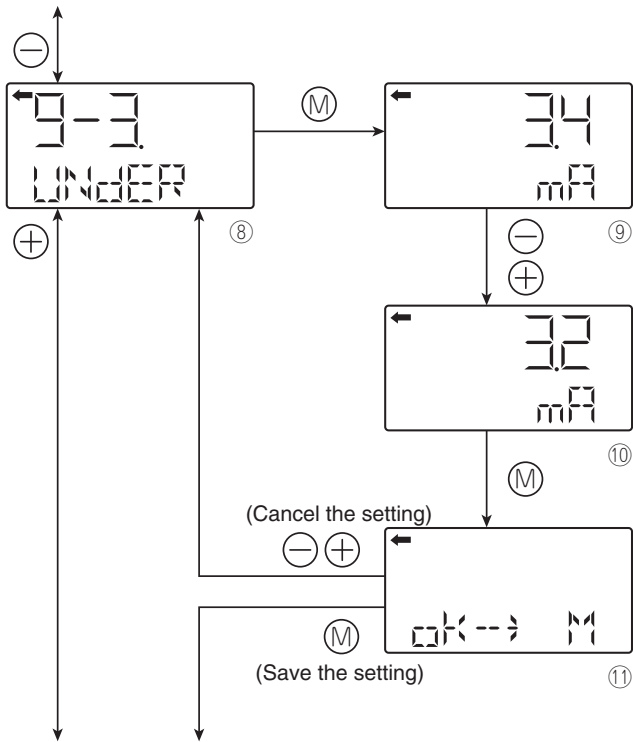 9-3.
UNdER
⑧
M
3.4
mA
⑨
3.2
mA
⑩
M
(Cancel the setting)
oK--> M
⑪
M
(Save the setting)